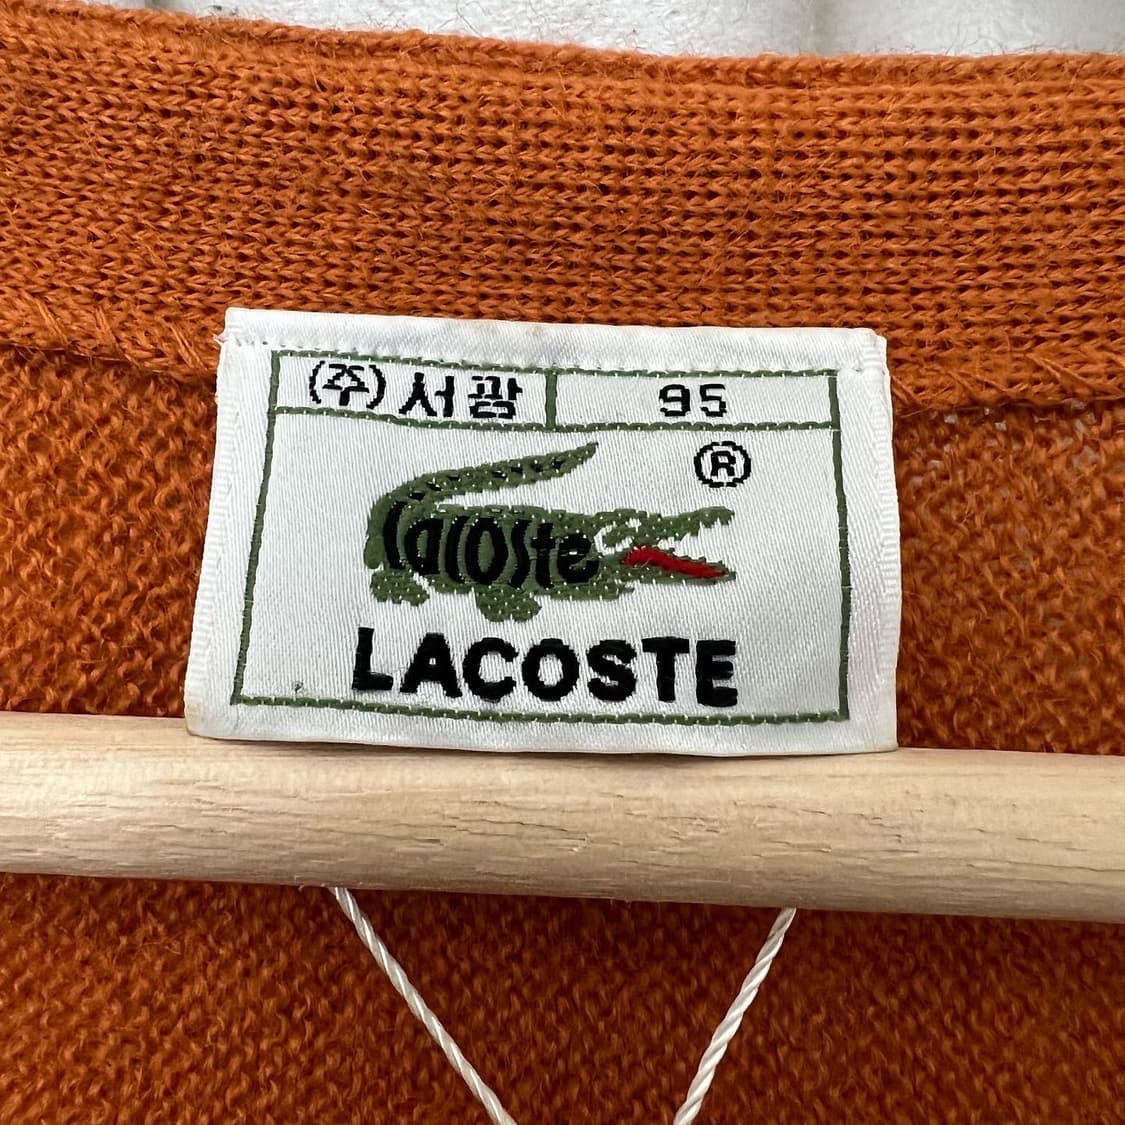 (주)서광 95
®
Lacoste
LACOSTE